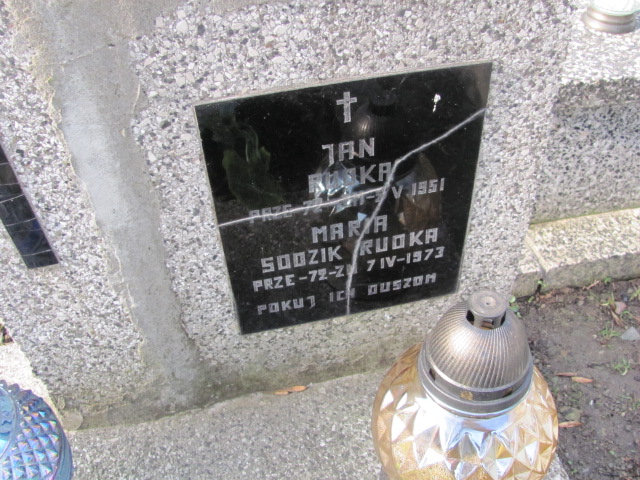 JAN
RUDKA
PRZE-72- V 1951
MARIA
SODZIK RUDKA
PRZE-72-ZM 7 IV-1973
POKUJ ICH DUSZOM